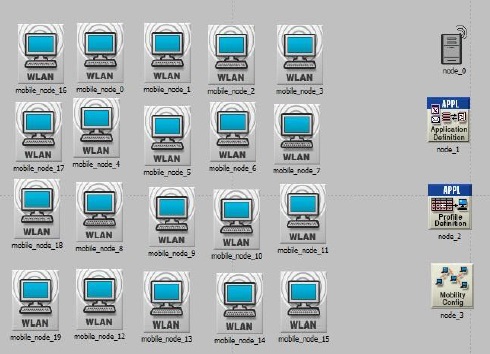 WLAN WLAN WLAN WLAN WLAN
mobile_node_16 mobile_node_0 mobile_node_1 mobile_node_2 mobile_node_3 node_0
APPL
Application
Definition
WLAN WLAN WLAN WLAN WLAN
mobile_node_17 mobile_node_4 mobile_node_5 mobile_node_6 mobile_node_7 node_1
APPL
Profile
Definition
WLAN WLAN WLAN WLAN WLAN
mobile_node_18 mobile_node_8 mobile_node_9 mobile_node_10 mobile_node_11 node_2
Mobility
Config
WLAN WLAN WLAN WLAN WLAN
mobile_node_19 mobile_node_12 mobile_node_13 mobile_node_14 mobile_node_15 node_3